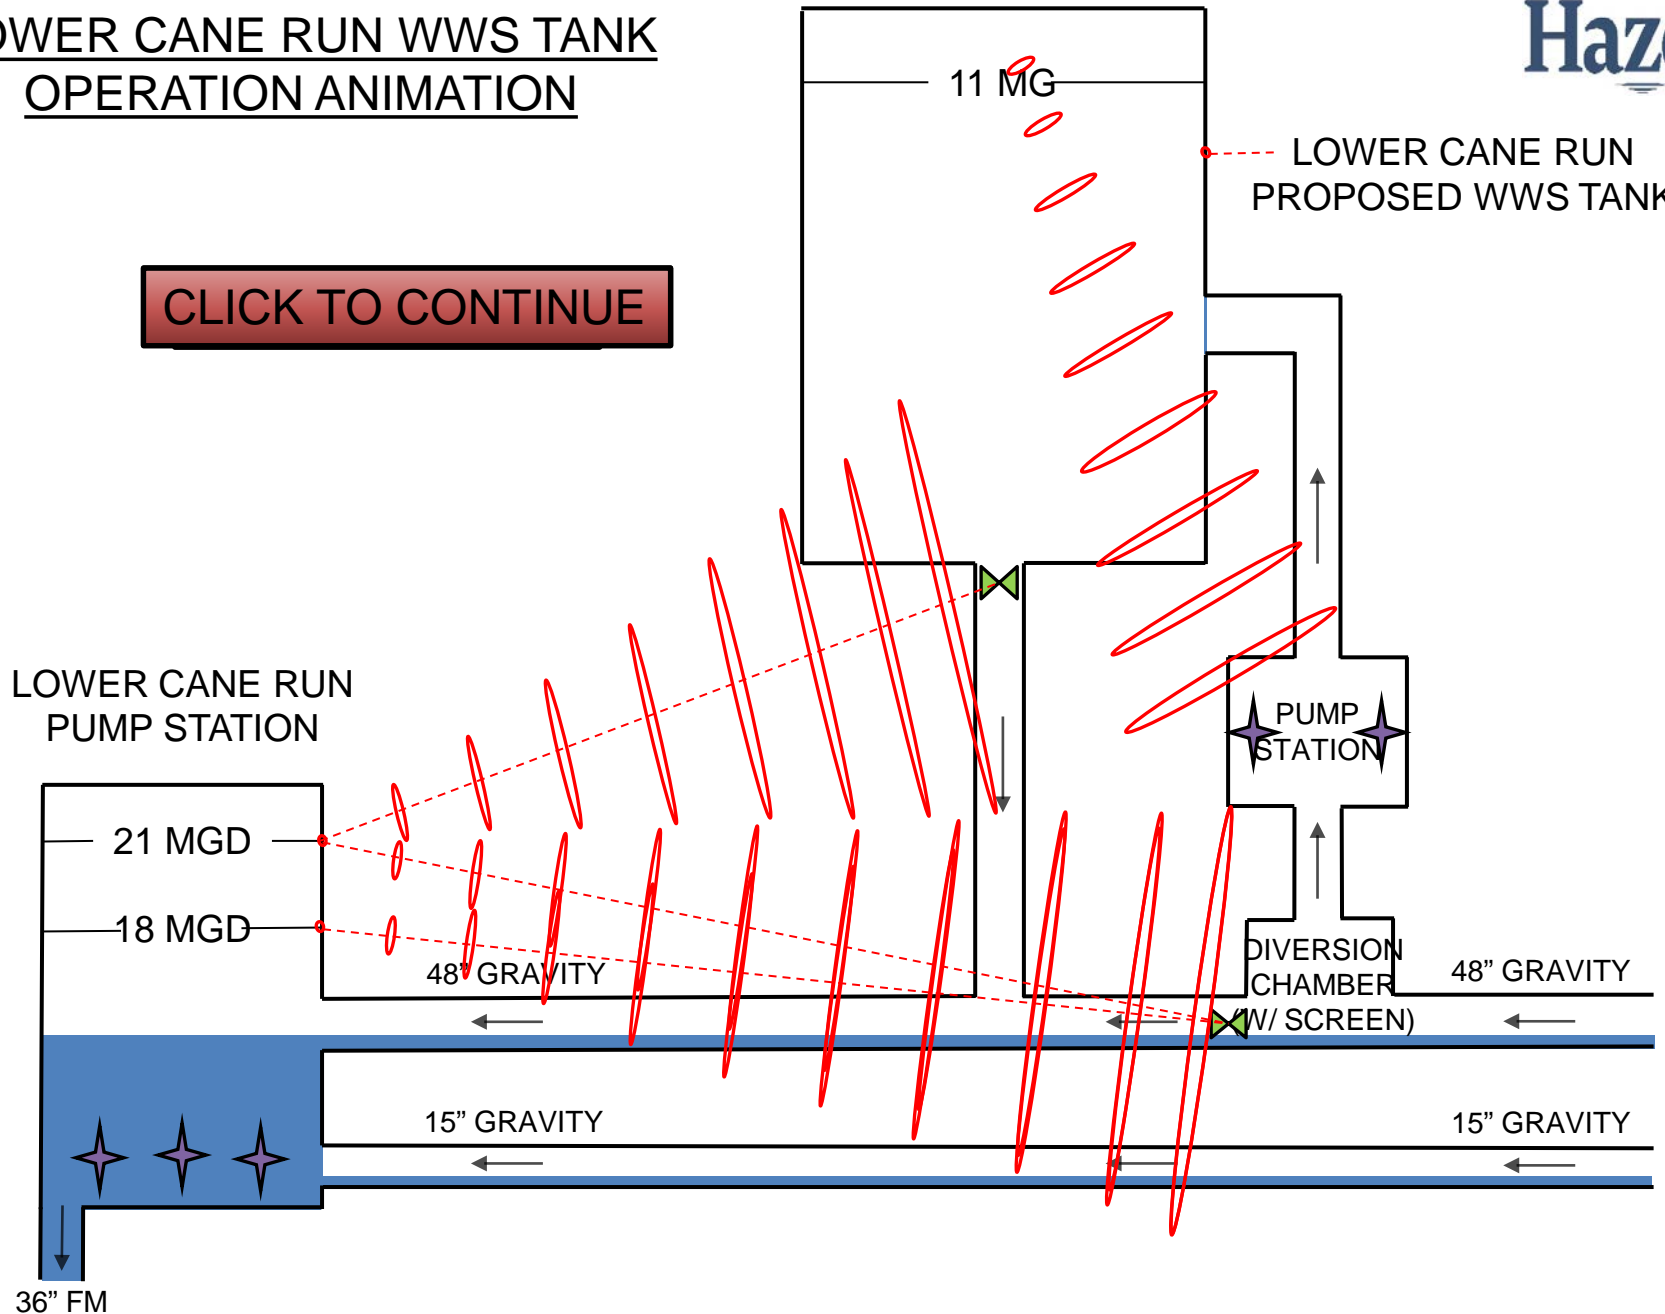 OWER CANE RUN WWS TANK
OPERATION ANIMATION
Haze
11 MG
LOWER CANE RUN
PROPOSED WWS TANK
CLICK TO CONTINUE
LOWER CANE RUN
PUMP STATION
PUMP
STATION
21 MGD
18 MGD
48” GRAVITY
DIVERSION
CHAMBER
(W/ SCREEN)
48” GRAVITY
15” GRAVITY
15” GRAVITY
36” FM